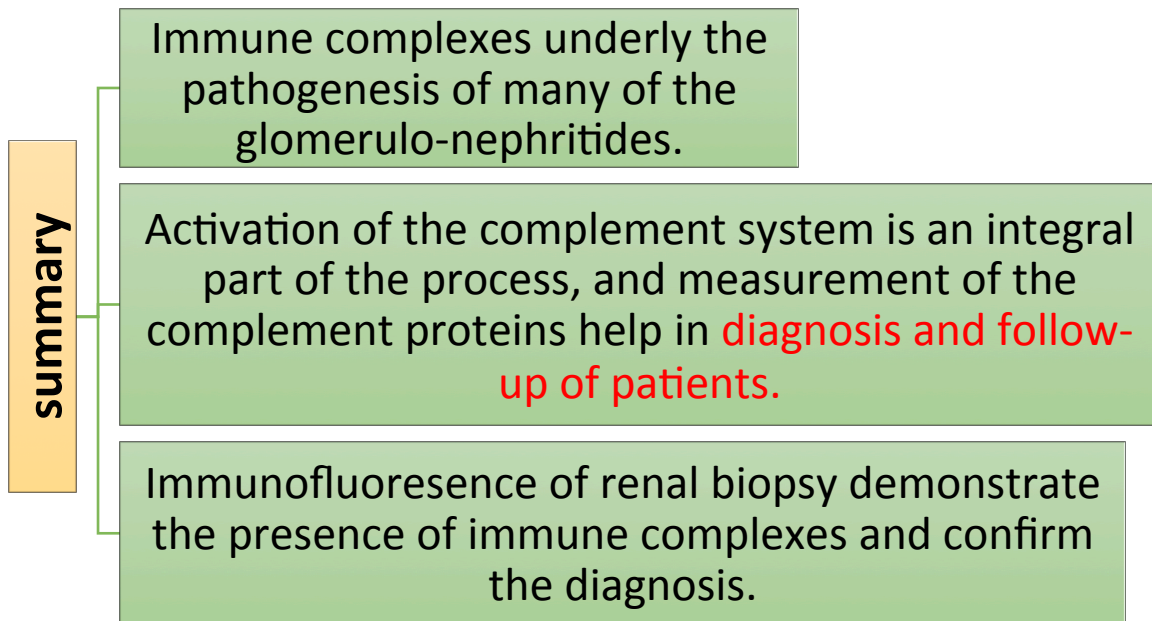 summary
Immune complexes underly the
pathogenesis of many of the
glomerulo-nephritides.
Activation of the complement system is an integral
part of the process, and measurement of the
complement proteins help in diagnosis and follow-
up of patients.
Immunofluoresence of renal biopsy demonstrate
the presence of immune complexes and confirm
the diagnosis.